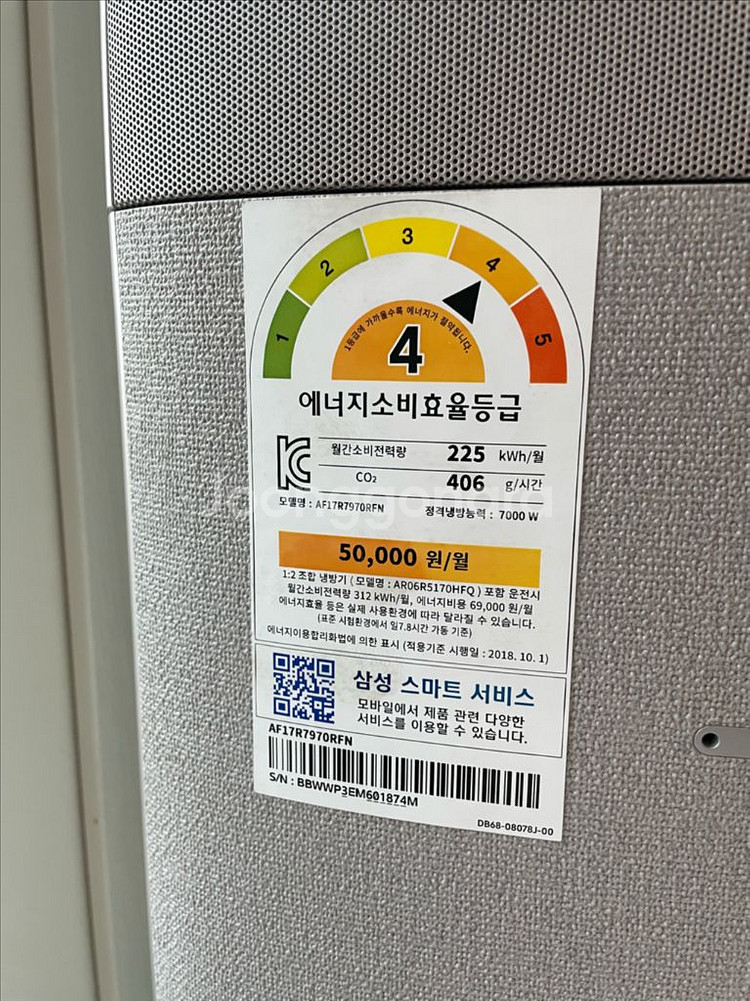 1 2 3 4 5
1등급에 가까울수록 에너지가 절약됩니다.
4
에너지소비효율등급
월간소비전력량 225 kWh/월
CO₂ 406 g/시간
모델명 : AF17R7970RFN 정격냉방능력 : 7000 W
50,000 원/월
1:2 조합 냉방기 ( 모델명 : AR06R5170HFQ ) 포함 운전시
월간소비전력량 312 kWh/월, 에너지비용 69,000 원/월
에너지효율 등은 실제 사용환경에 따라 달라질 수 있습니다.
(표준 시험환경에서 일7.8시간 가동 기준)
에너지이용합리화법에 의한 표시 (적용기준 시행일 : 2018. 10. 1)
삼성 스마트 서비스
모바일에서 제품 관련 다양한
서비스를 이용할 수 있습니다.
AF17R7970RFN
S/N : BBWWP3EM601874M
DB68-08078J-00
Joonggonara